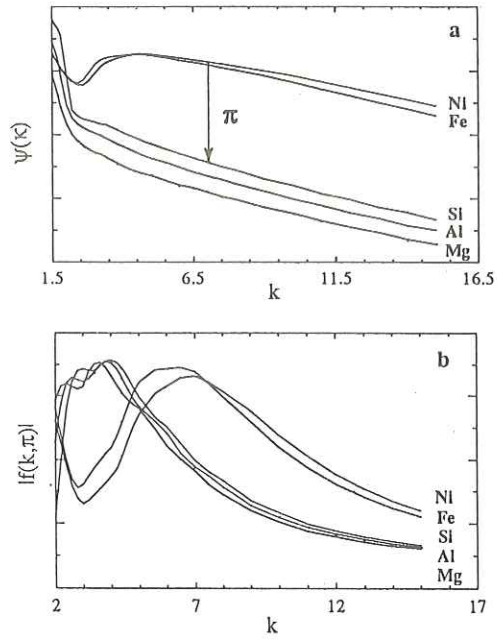 a
ψ(κ)
π
Ni
Fe
Si
Al
Mg
1.5
6.5
11.5
16.5
k
b
|f(k,π)|
Ni
Fe
Si
Al
Mg
2
7
12
17
k